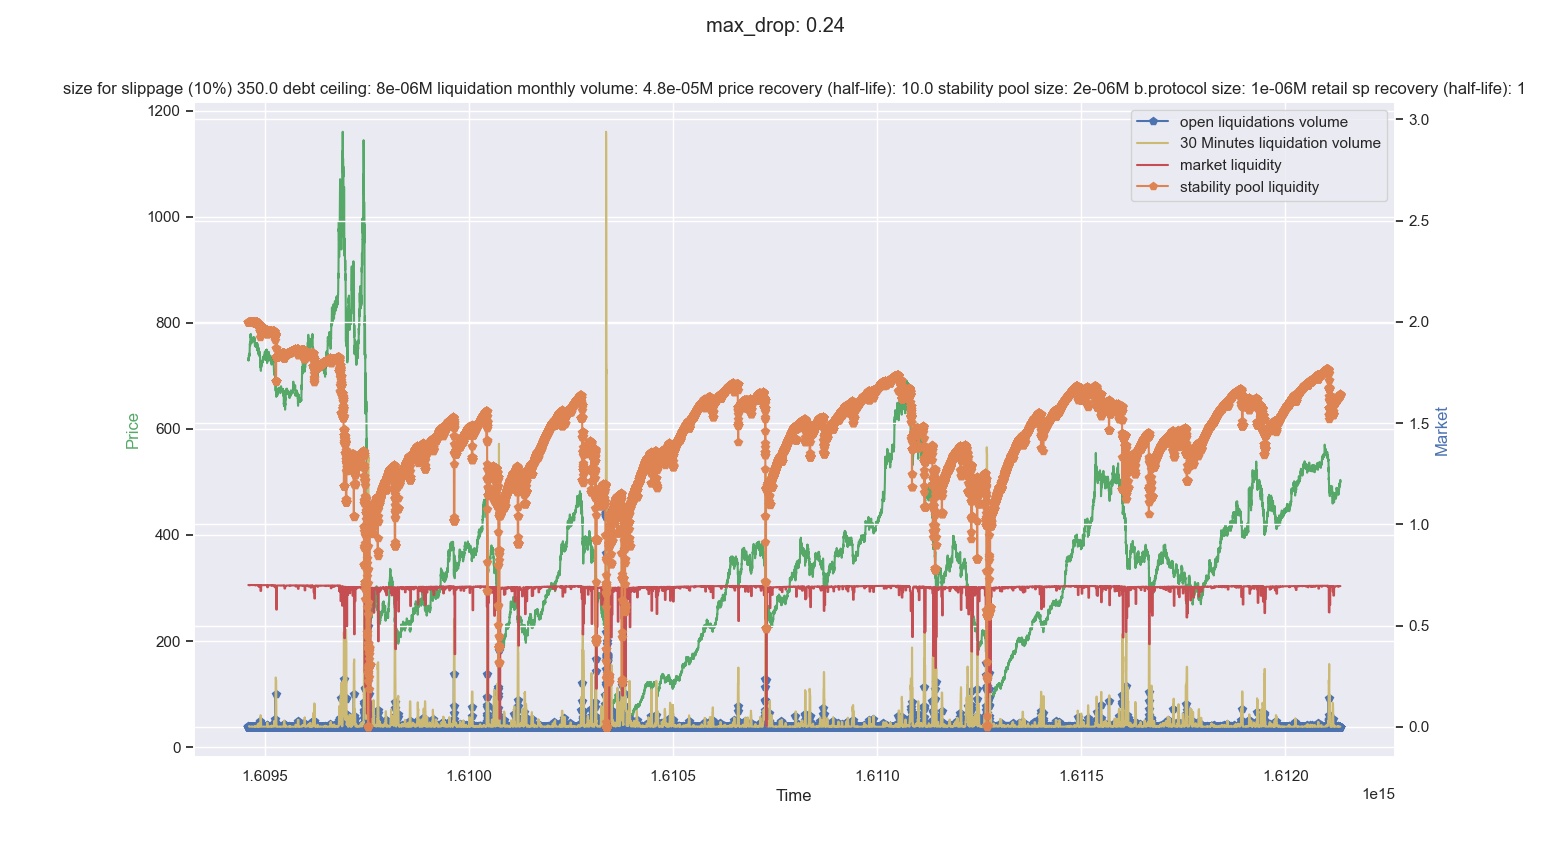 max_drop: 0.24
size for slippage (10%) 350.0 debt ceiling: 8e-06M liquidation monthly volume: 4.8e-05M price recovery (half-life): 10.0 stability pool size: 2e-06M b.protocol size: 1e-06M retail sp recovery (half-life): 1
open liquidations volume
30 Minutes liquidation volume
market liquidity
stability pool liquidity
1200
1000
800
600
400
200
0
Price
3.0
2.5
2.0
1.5
1.0
0.5
0.0
Market
1.6095 1.6100 1.6105 1.6110 1.6115 1.6120
Time
1e15